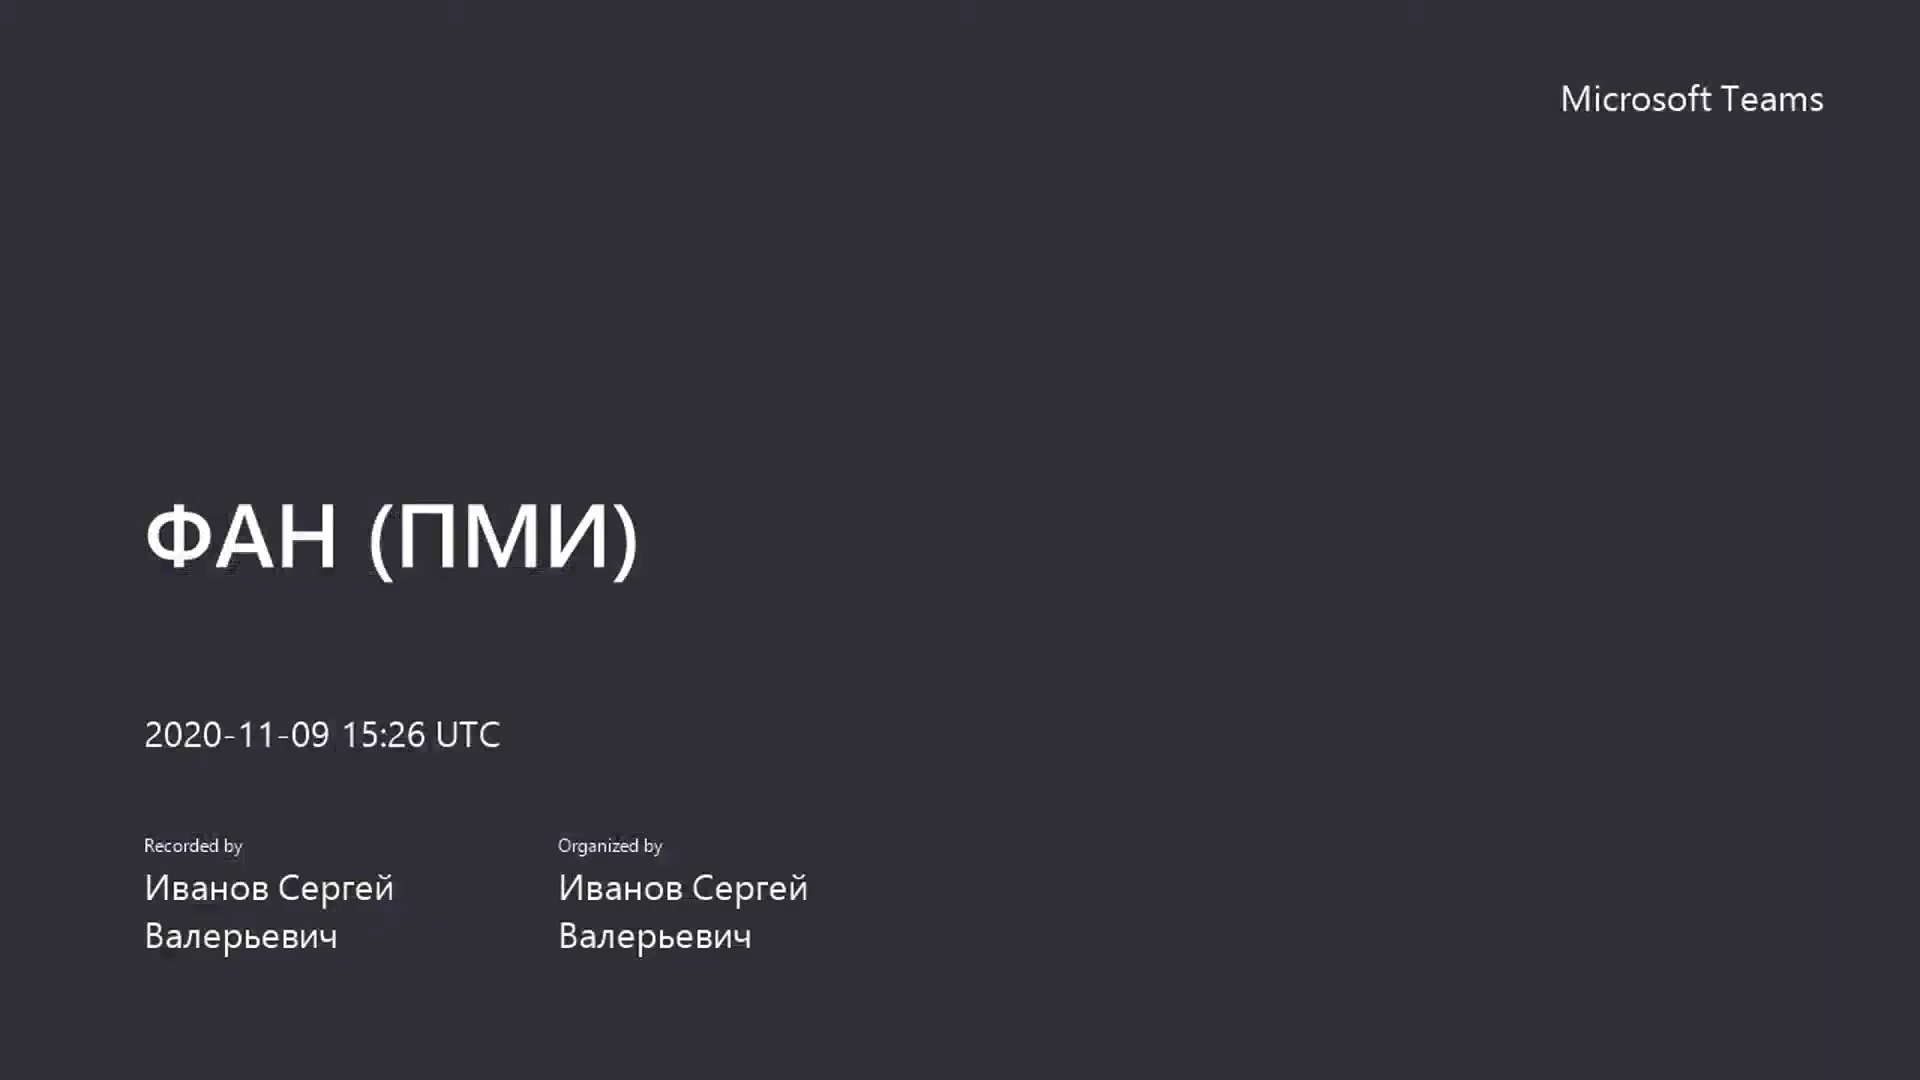 Microsoft Teams
ФАН (ПМИ)
2020-11-09 15:26 UTC
Recorded by
Иванов Сергей
Валерьевич
Organized by
Иванов Сергей
Валерьевич